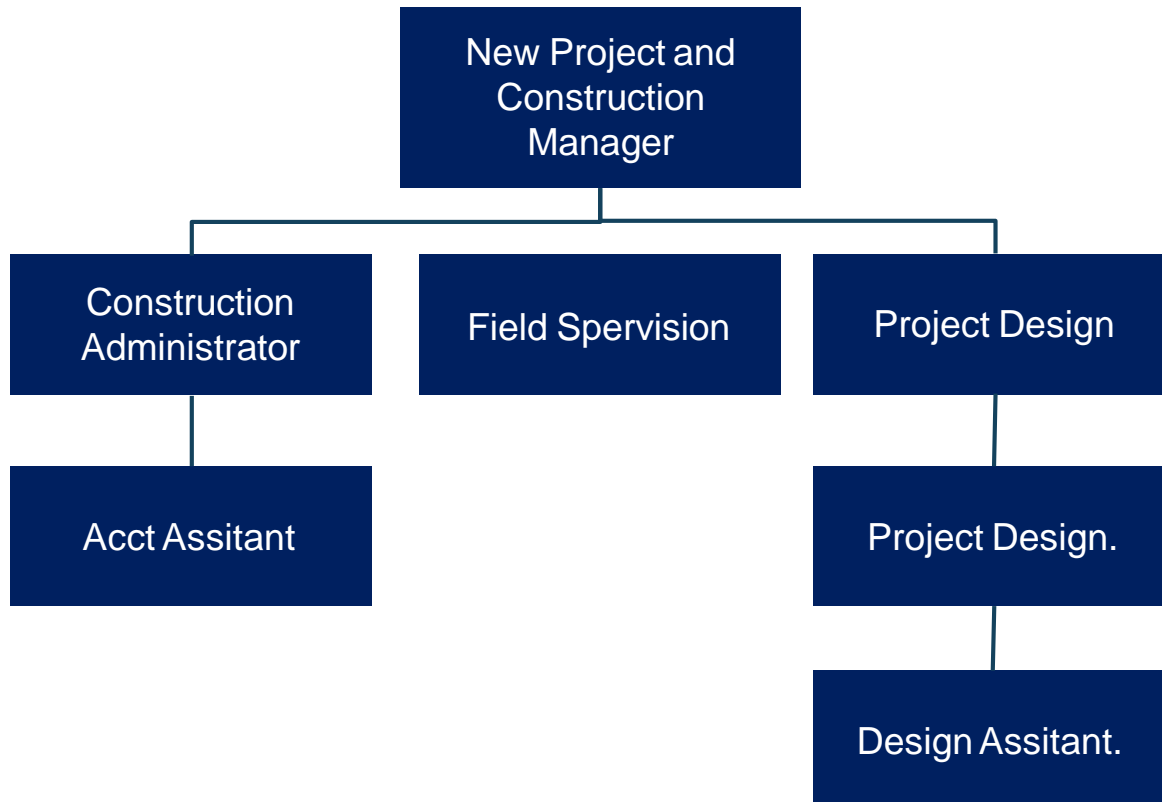 New Project and
Construction
Manager
Construction
Administrator
Field Spervision
Project Design
Acct Assitant
Project Design.
Design Assitant.